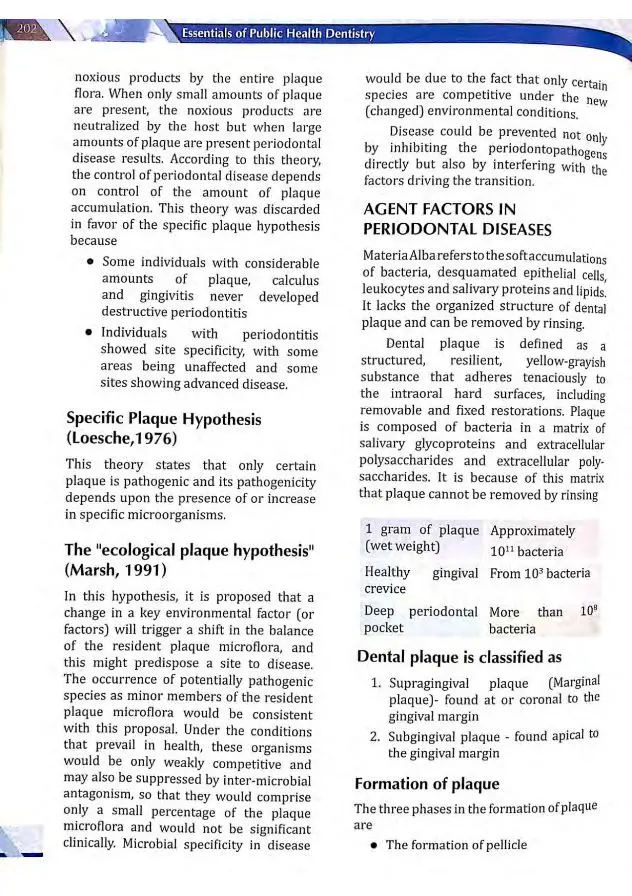 202
Essentials of Public Health Dentistry
noxious products by the entire plaque
flora. When only small amounts of plaque
are present, the noxious products are
neutralized by the host but when large
amounts of plaque are present periodontal
disease results. According to this theory,
the control of periodontal disease depends
on control of the amount of plaque
accumulation. This theory was discarded
in favor of the specific plaque hypothesis
because
• Some individuals with considerable
amounts of plaque, calculus
and gingivitis never developed
destructive periodontitis
• Individuals with periodontitis
showed site specificity, with some
areas being unaffected and some
sites showing advanced disease.
Specific Plaque Hypothesis
(Loesche,1976)
This theory states that only certain
plaque is pathogenic and its pathogenicity
depends upon the presence of or increase
in specific microorganisms.
The "ecological plaque hypothesis"
(Marsh, 1991)
In this hypothesis, it is proposed that a
change in a key environmental factor (or
factors) will trigger a shift in the balance
of the resident plaque microflora, and
this might predispose a site to disease.
The occurrence of potentially pathogenic
species as minor members of the resident
plaque microflora would be consistent
with this proposal. Under the conditions
that prevail in health, these organisms
would be only weakly competitive and
may also be suppressed by inter-microbial
antagonism, so that they would comprise
only a small percentage of the plaque
microflora and would not be significant
clinically. Microbial specificity in disease
would be due to the fact that only certain
species are competitive under the new
(changed) environmental conditions.
Disease could be prevented not only
by inhibiting the periodontopathogens
directly but also by interfering with the
factors driving the transition.
AGENT FACTORS IN
PERIODONTAL DISEASES
Materia Alba refers to the soft accumulations
of bacteria, desquamated epithelial cells,
leukocytes and salivary proteins and lipids.
It lacks the organized structure of dental
plaque and can be removed by rinsing.
Dental plaque is defined as a
structured, resilient, yellow-grayish
substance that adheres tenaciously to
the intraoral hard surfaces, including
removable and fixed restorations. Plaque
is composed of bacteria in a matrix of
salivary glycoproteins and extracellular
polysaccharides and extracellular poly-
saccharides. It is because of this matrix
that plaque cannot be removed by rinsing
1 gram of plaque Approximately
(wet weight) 10¹¹ bacteria
Healthy gingival From 10³ bacteria
crevice
Deep periodontal More than 10⁸
pocket bacteria
Dental plaque is classified as
1. Supragingival plaque (Marginal
plaque)- found at or coronal to the
gingival margin
2. Subgingival plaque - found apical to
the gingival margin
Formation of plaque
The three phases in the formation of plaque
are
• The formation of pellicle